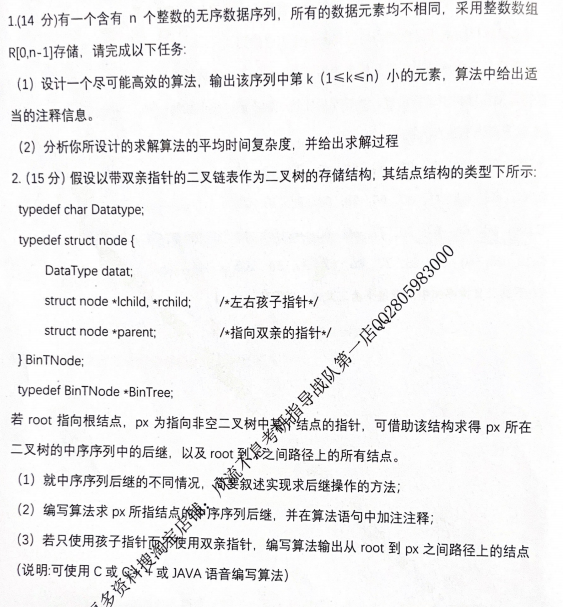 1.(14 分)有一个含有 n 个整数的无序数据序列，所有的数据元素均不相同，采用整数数组
R[0,n-1]存储，请完成以下任务:
（1）设计一个尽可能高效的算法，输出该序列中第 k（1≤k≤n）小的元素，算法中给出适
当的注释信息。
（2）分析你所设计的求解算法的平均时间复杂度，并给出求解过程
2. (15 分) 假设以带双亲指针的二叉链表作为二叉树的存储结构，其结点结构的类型下所示:
typedef char Datatype;
typedef struct node {
DataType datat;
struct node *lchild, *rchild; /*左右孩子指针*/
struct node *parent; /*指向双亲的指针*/
} BinTNode;
typedef BinTNode *BinTree;
若 root 指向根结点，px 为指向非空二叉树中 结点的指针，可借助该结构求得 px 所在
二叉树的中序序列中的后继，以及 root 到 之间路径上的所有结点。
（1）就中序序列后继的不同情况，简要叙述实现求后继操作的方法；
（2）编写算法求 px 所指结点的 序序列后继，并在算法语句中加注注释；
（3）若只使用孩子指针而不使用双亲指针，编写算法输出从 root 到 px 之间路径上的结点
（说明:可使用 C 或 C++ 或 JAVA 语音编写算法）
多资料搜淘宝店铺：周流不息考研指导战队第一店QQ2805983000